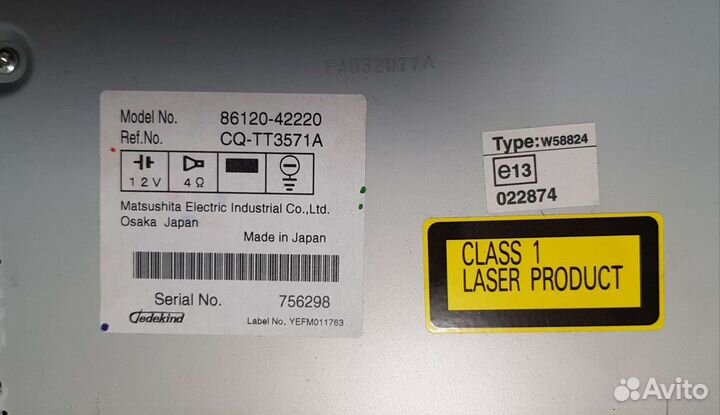 FA032077A
Model No. 86120-42220
Ref.No. CQ-TT3571A
12V 4Ω
Matsushita Electric Industrial Co.,Ltd.
Osaka Japan
Made in Japan
Serial No. 756298
Jedekind Label No. YEFM011763
Type:W58824
e13
022874
CLASS 1
LASER PRODUCT
Avito